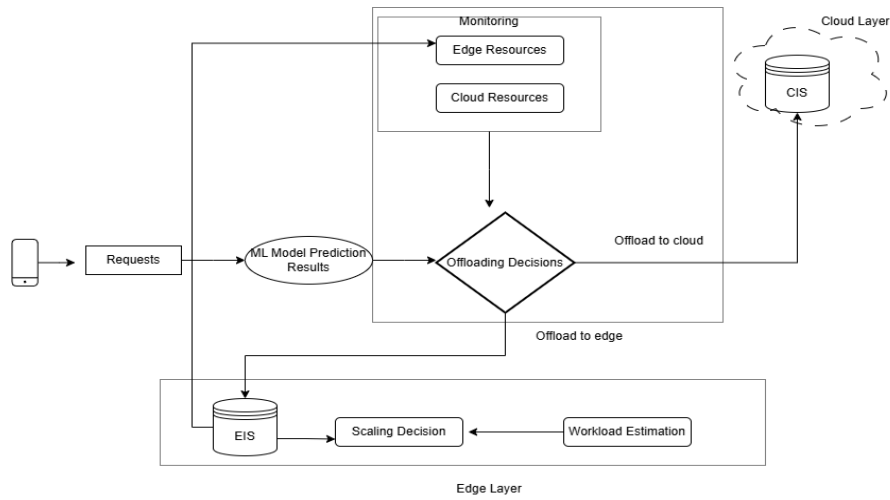 Monitoring
Cloud Layer
Edge Resources
Cloud Resources
CIS
Requests
ML Model Prediction
Results
Offloading Decisions
Offload to cloud
Offload to edge
EIS
Scaling Decision
Workload Estimation
Edge Layer